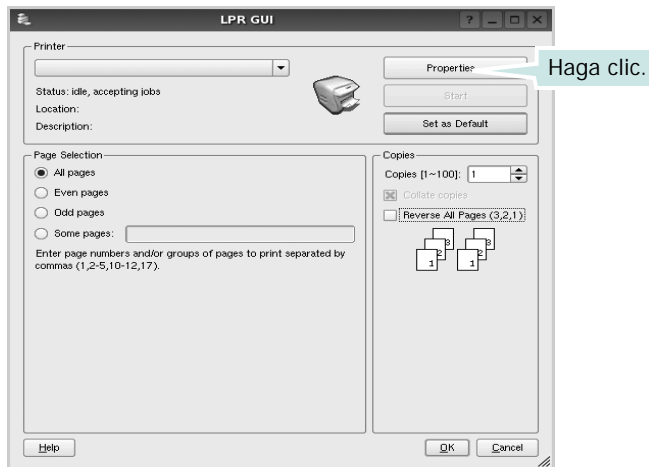 LPR GUI
Printer
Properties
Haga clic.
Status: idle, accepting jobs
Start
Location:
Description:
Set as Default
Page Selection
Copies
All pages
Copies [1~100]: 1
Even pages
Collate copies
Odd pages
Reverse All Pages (3,2,1)
Some pages:
Enter page numbers and/or groups of pages to print separated by
commas (1,2-5,10-12,17).
3 3
2 2
1 1
Help
OK
Cancel